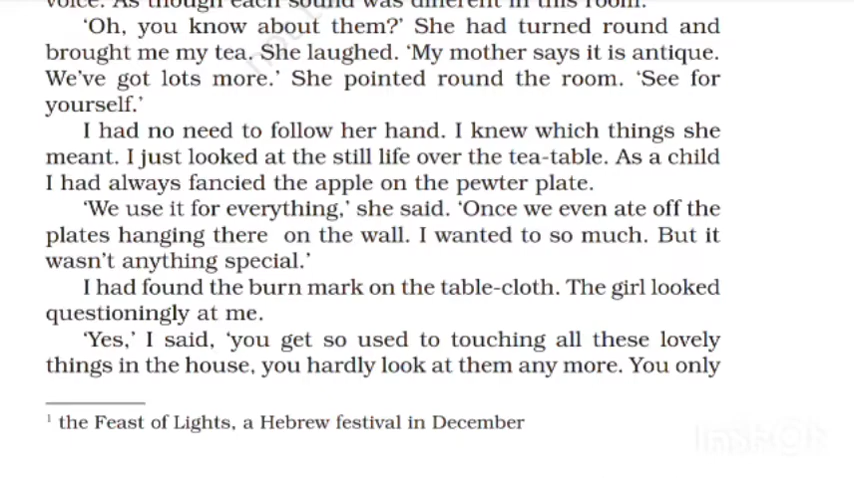 voice. As though each sound was different in this room.
‘Oh, you know about them?’ She had turned round and
brought me my tea. She laughed. ‘My mother says it is antique.
We’ve got lots more.’ She pointed round the room. ‘See for
yourself.’
I had no need to follow her hand. I knew which things she
meant. I just looked at the still life over the tea-table. As a child
I had always fancied the apple on the pewter plate.
‘We use it for everything,’ she said. ‘Once we even ate off the
plates hanging there on the wall. I wanted to so much. But it
wasn’t anything special.’
I had found the burn mark on the table-cloth. The girl looked
questioningly at me.
‘Yes,’ I said, ‘you get so used to touching all these lovely
things in the house, you hardly look at them any more. You only
1 the Feast of Lights, a Hebrew festival in December